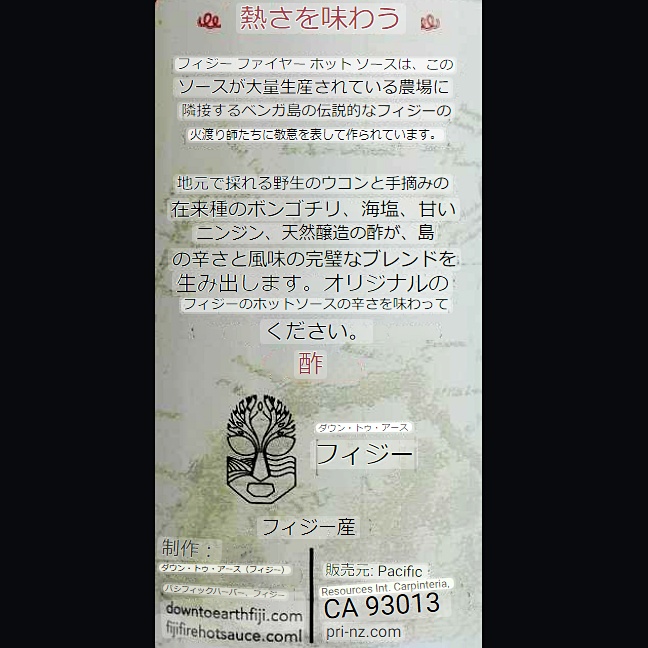 熱さを味わう
フィジー ファイヤー ホット ソースは、この
ソースが大量生産されている農場に
隣接するベンガ島の伝説的なフィジーの
火渡り師たちに敬意を表して作られています。
地元で採れる野生のウコンと手摘みの
在来種のボンゴチリ、海塩、甘い
ニンジン、天然醸造の酢が、島
の辛さと風味の完璧なブレンドを
生み出します。オリジナルの
フィジーのホットソースの辛さを味わって
ください。
酢
ダウン・トゥ・アース
フィジー
フィジー産
制作：
ダウン・トゥ・アース（フィジー）
パシフィックハーバー、フィジー
downtoearthfiji.com
fijifirehotsauce.coml
販売元: Pacific
Resources Int. Carpinteria,
CA 93013
pri-nz.com